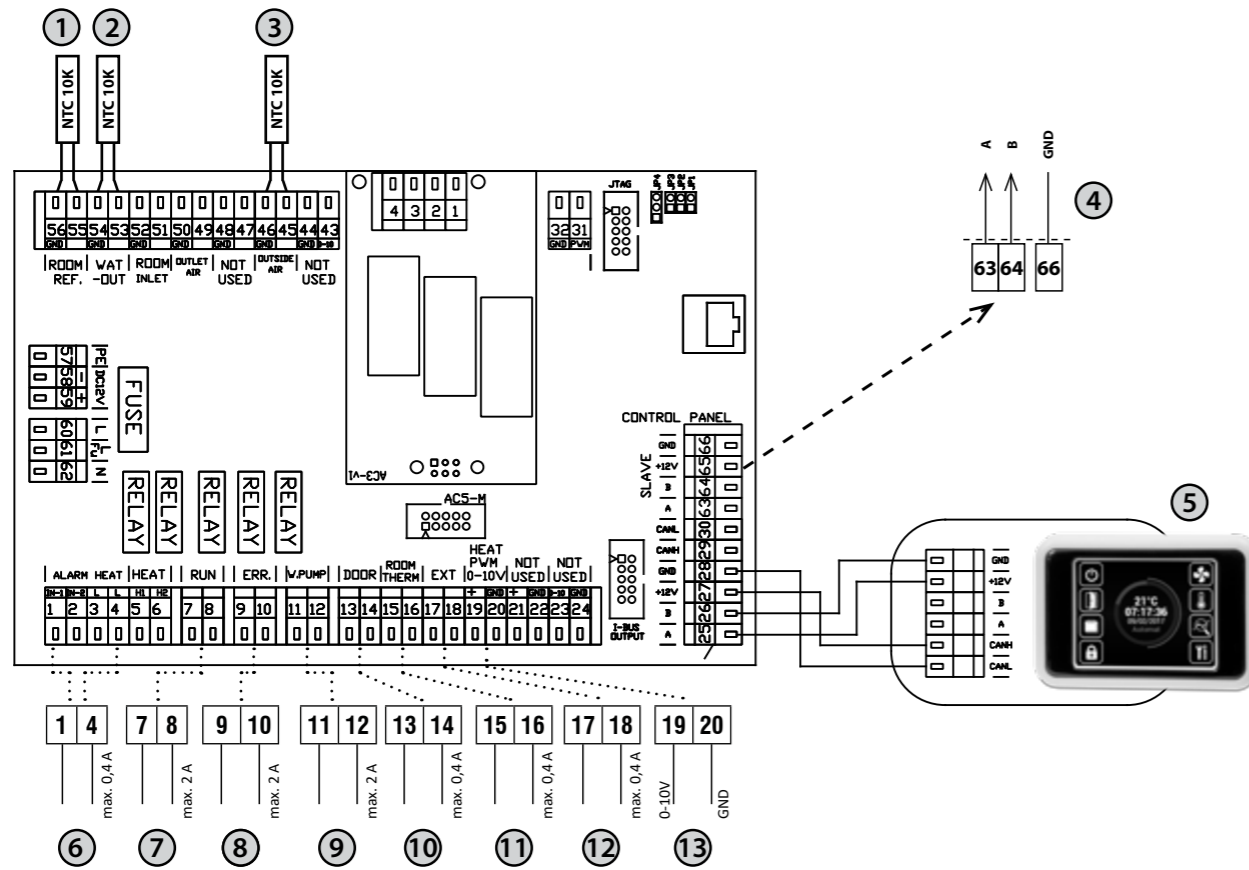 1 2 3
NTC 10K NTC 10K NTC 10K
A B GND
4
63 64 66
4 3 2 1
JTAG
JP4 JP3 JP2 JP1
56 55 54 53 52 51 50 49 48 47 46 45 44 43
GND GND GND GND GND GND GND 0-10
ROOM REF. WAT -OUT ROOM INLET OUTLET AIR NOT USED OUTSIDE AIR NOT USED
32 31
GND PWM
57 58 59
PE DC12V - +
60 61 62
L L Fu N
FUSE
RELAY RELAY RELAY RELAY RELAY
AC3-v1
AC5-M
CONTROL PANEL
SLAVE
GND 66
+12V 65
B 64
A 63
CANL 30
CANH 29
GND 28
+12V 27
B 26
A 25
I-BUS OUTPUT
5
GND
+12V
B
A
CANH
CANL
21°C
07:17:36
ALARM HEAT HEAT RUN ERR. W.PUMP DOOR ROOM THERM EXT HEAT PWM 0-10V NOT USED NOT USED
IN-1 IN-2 L L H1 H2 + GND + GND 0-10 GND
1 2 3 4 5 6 7 8 9 10 11 12 13 14 15 16 17 18 19 20 21 22 23 24
1 4 7 8 9 10 11 12 13 14 15 16 17 18 19 20
max. 0,4 A max. 2 A max. 2 A max. 2 A max. 0,4 A max. 0,4 A max. 0,4 A 0-10V GND
6 7 8 9 10 11 12 13